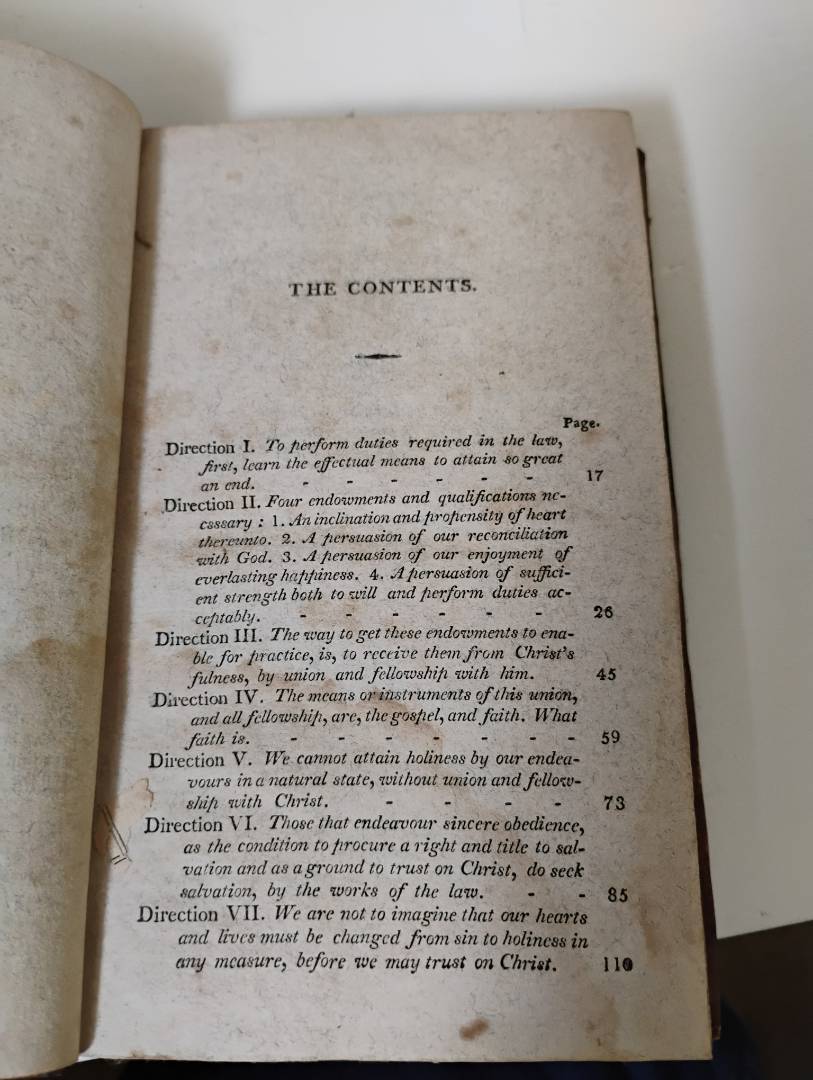 THE CONTENTS.
Page.
Direction I. To perform duties required in the law,
first, learn the effectual means to attain so great
an end. - - - - - - 17
Direction II. Four endowments and qualifications ne-
cessary : 1. An inclination and propensity of heart
thereunto. 2. A persuasion of our reconciliation
with God. 3. A persuasion of our enjoyment of
everlasting happiness. 4. A persuasion of suffici-
ent strength both to will and perform duties ac-
ceptably. - - - - - - 26
Direction III. The way to get these endowments to ena-
ble for practice, is, to receive them from Christ's
fulness, by union and fellowship with him. 45
Direction IV. The means or instruments of this union,
and all fellowship, are, the gospel, and faith. What
faith is. - - - - - - - 59
Direction V. We cannot attain holiness by our endea-
vours in a natural state, without union and fellow-
ship with Christ. - - - - 73
Direction VI. Those that endeavour sincere obedience,
as the condition to procure a right and title to sal-
vation and as a ground to trust on Christ, do seek
salvation, by the works of the law. - - 85
Direction VII. We are not to imagine that our hearts
and lives must be changed from sin to holiness in
any measure, before we may trust on Christ. 110